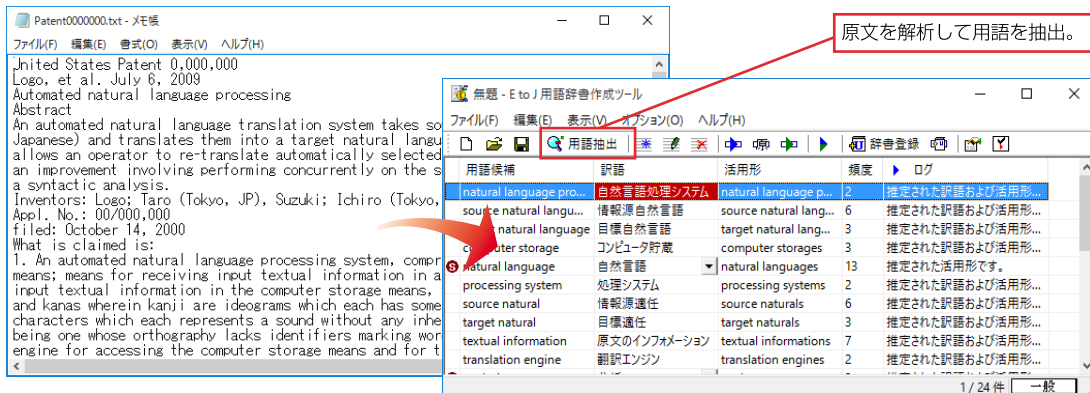 Patent0000000.txt - メモ帳
ファイル(F) 編集(E) 書式(O) 表示(V) ヘルプ(H)
United States Patent 0,000,000
Logo, et al. July 6, 2009
Automated natural language processing
Abstract
An automated natural language translation system takes so
Japanese) and translates them into a target natural langu
allows an operator to re-translate automatically selected
an improvement involving performing concurrently on the s
a syntactic analysis.
Inventors: Logo; Taro (Tokyo, JP), Suzuki; Ichiro (Tokyo,
Appl. No.: 00/000,000
filed: October 14, 2000
What is claimed is:
1. An automated natural language processing system, compr
means; means for receiving input textual information in a
input textual information in the computer storage means,
and kanas wherein kanji are ideograms which each has some
characters which each represents a sound without any inhe
being one whose orthography lacks identifiers marking wor
engine for accessing the computer storage means and for t
原文を解析して用語を抽出。
無題 - E to J 用語辞書作成ツール
ファイル(F) 編集(E) 表示(V) オプション(O) ヘルプ(H)
用語抽出 辞書登録
用語候補 訳語 活用形 頻度 ログ
natural language pro... 自然言語処理システム natural language p... 2 推定された訳語および活用形...
source natural langu... 情報源自然言語 source natural lang... 6 推定された訳語および活用形...
natural language 目標自然言語 target natural lang... 3 推定された訳語および活用形...
computer storage コンピュータ貯蔵 computer storages 3 推定された訳語および活用形...
natural language 自然言語 natural languages 13 推定された活用形です。
processing system 処理システム processing systems 2 推定された訳語および活用形...
source natural 情報源適任 source naturals 6 推定された訳語および活用形...
target natural 目標適任 target naturals 3 推定された訳語および活用形...
textual information 原文のインフォメーション textual informations 7 推定された訳語および活用形...
translation engine 翻訳エンジン translation engines 2 推定された訳語および活用形...
1 / 24 件 一般